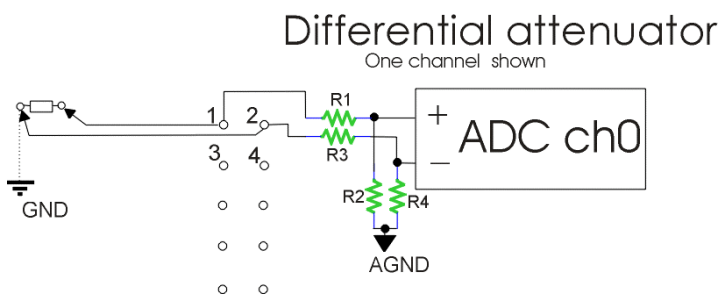 Differential attenuator
One channel shown
R1
1
2
+
ADC ch0
R3
3
4
–
R2
R4
GND
AGND